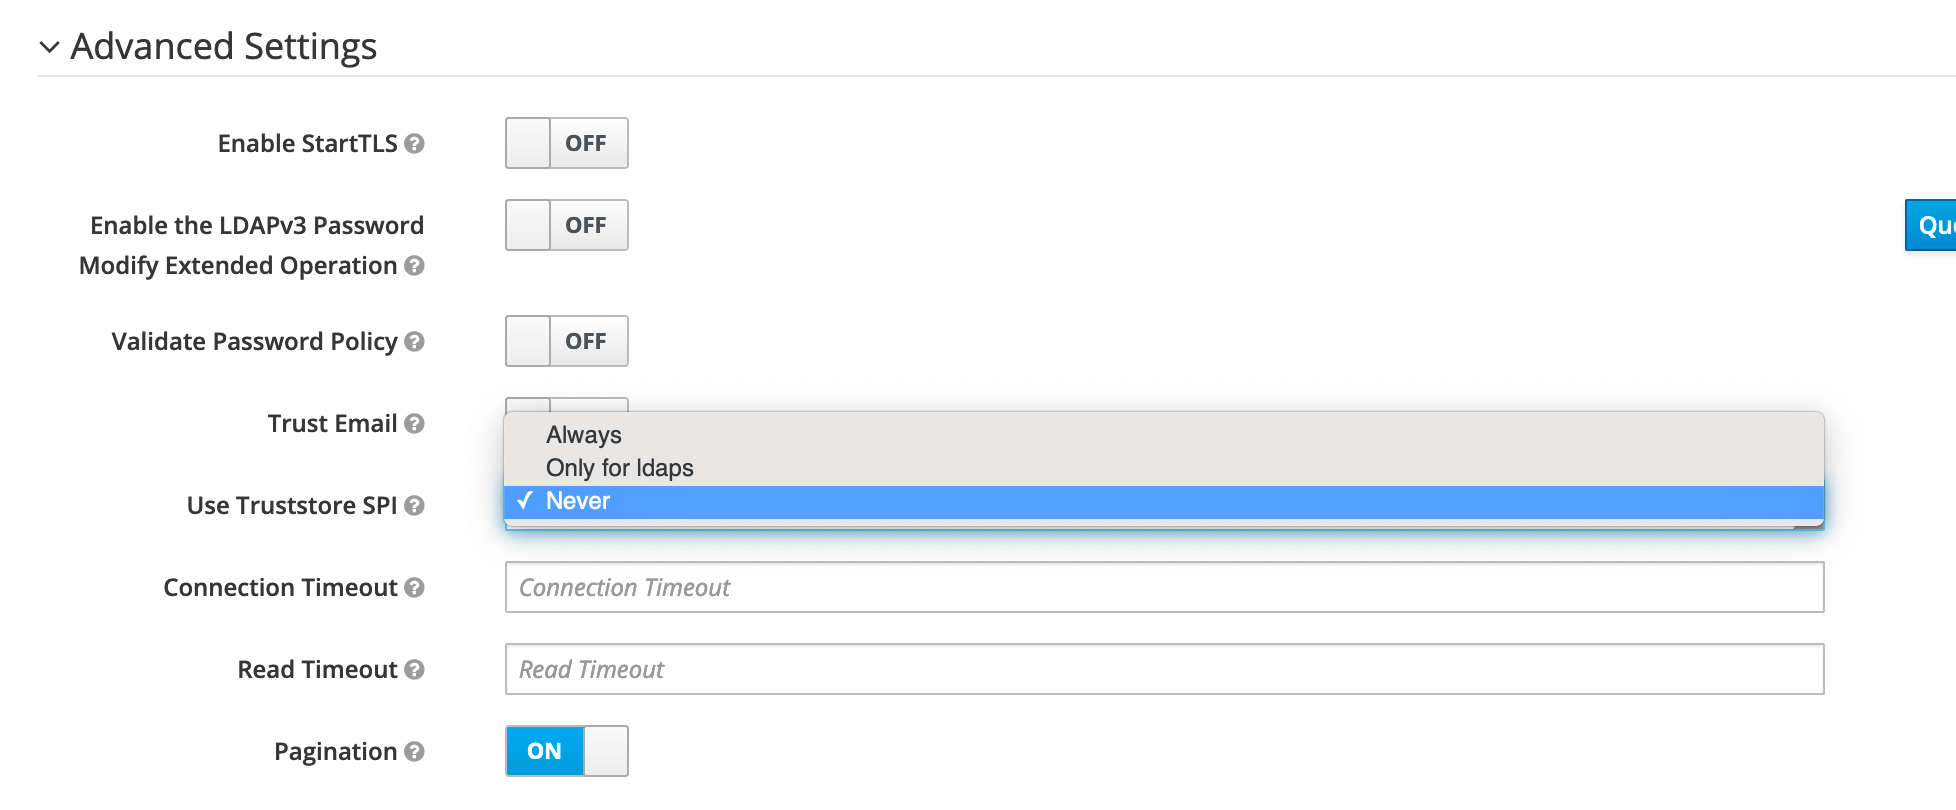 Advanced Settings
Enable StartTLS
OFF
Enable the LDAPv3 Password
Modify Extended Operation
OFF
Validate Password Policy
OFF
Trust Email
Always
Only for ldaps
Use Truststore SPI
✓ Never
Connection Timeout
Connection Timeout
Read Timeout
Read Timeout
Pagination
ON